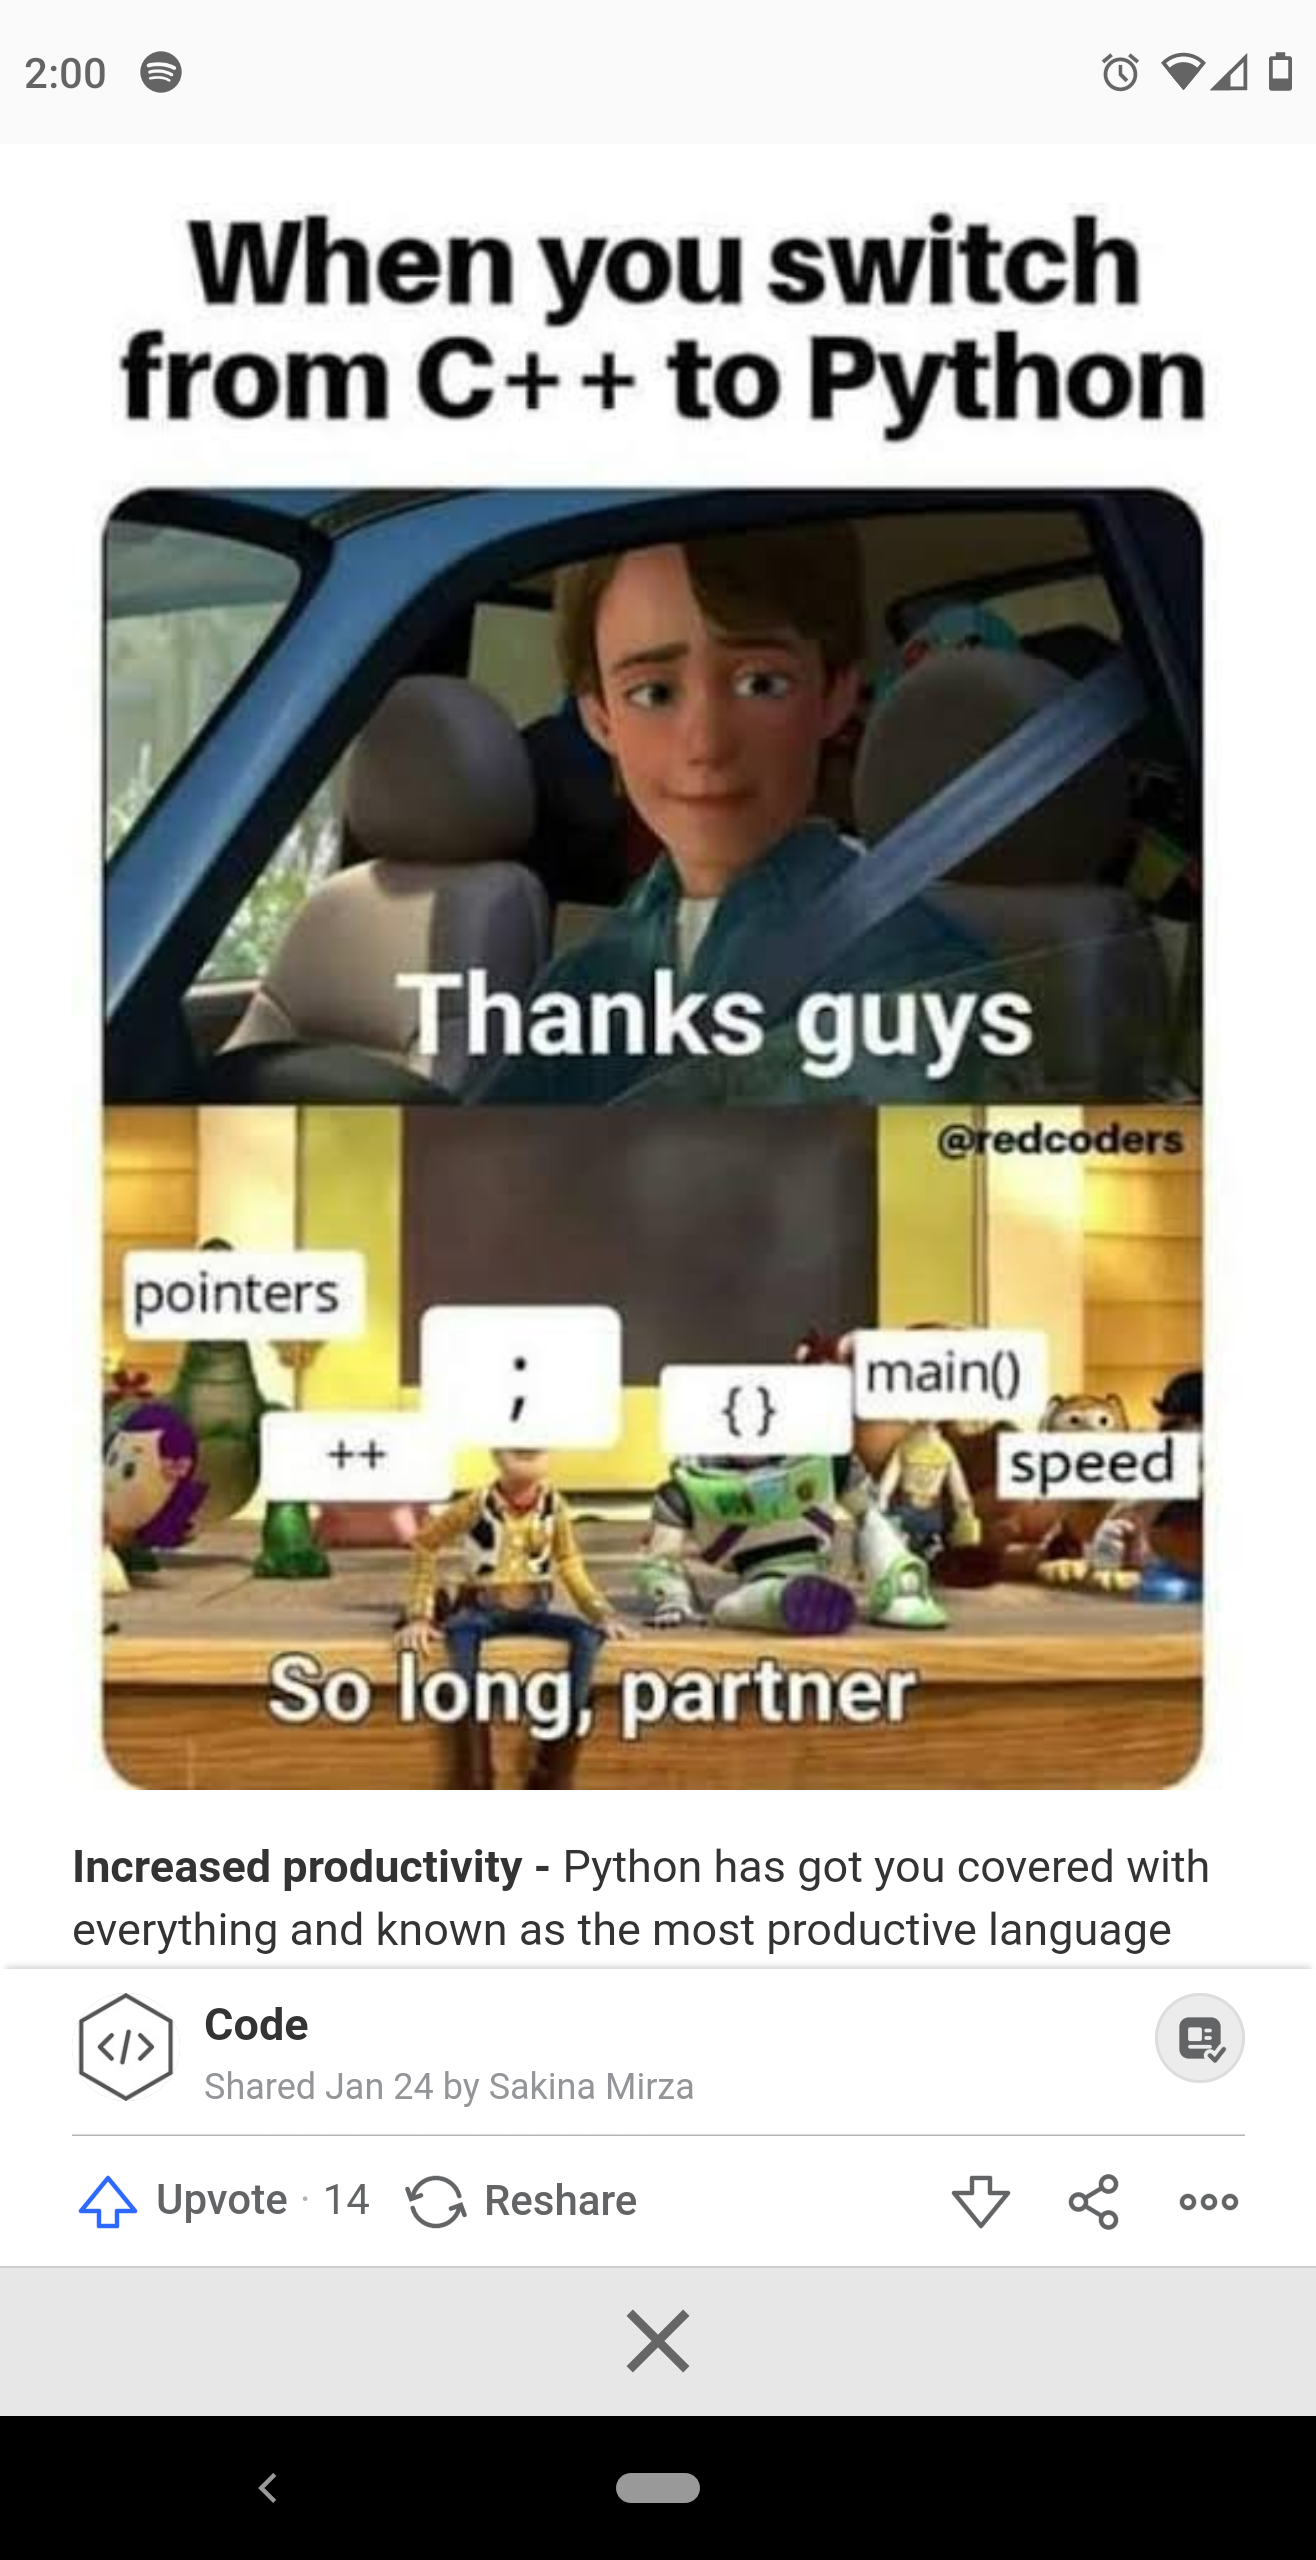 2:00
When you switch
from C++ to Python
Thanks guys
@redcoders
pointers
;
{}
main()
++
speed
So long, partner
Increased productivity - Python has got you covered with
everything and known as the most productive language
</>
Code
Shared Jan 24 by Sakina Mirza
Upvote · 14 Reshare